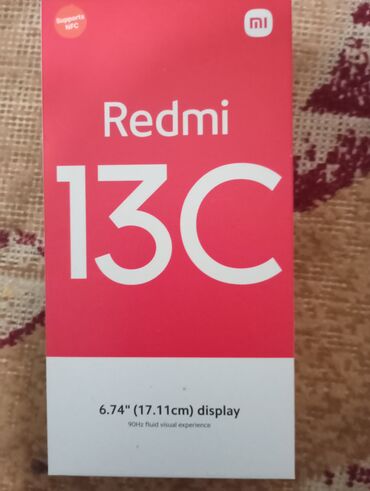 Supports
NFC
mi
Redmi
13C
6.74" (17.11cm) display
90Hz fluid visual experience